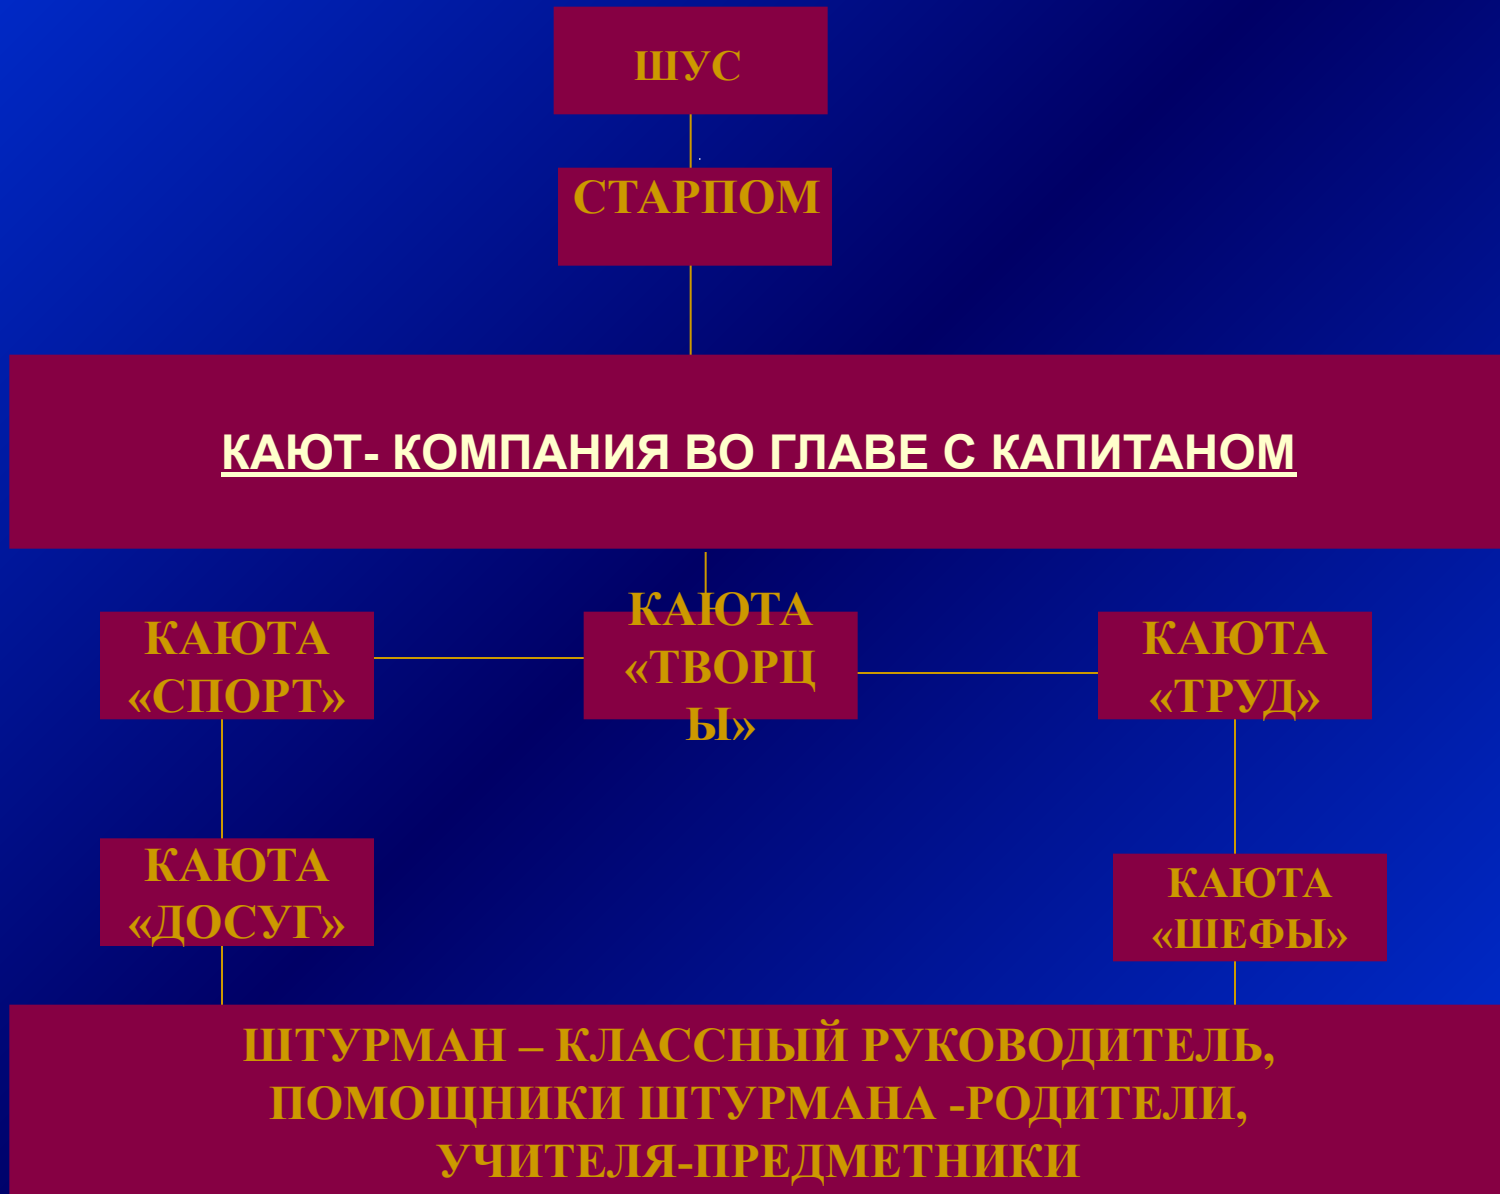 ШУС
СТАРПОМ
КАЮТ- КОМПАНИЯ ВО ГЛАВЕ С КАПИТАНОМ
КАЮТА
«СПОРТ»
КАЮТА
«ТВОРЦ
Ы»
КАЮТА
«ТРУД»
КАЮТА
«ДОСУГ»
КАЮТА
«ШЕФЫ»
ШТУРМАН – КЛАССНЫЙ РУКОВОДИТЕЛЬ,
ПОМОЩНИКИ ШТУРМАНА -РОДИТЕЛИ,
УЧИТЕЛЯ-ПРЕДМЕТНИКИ